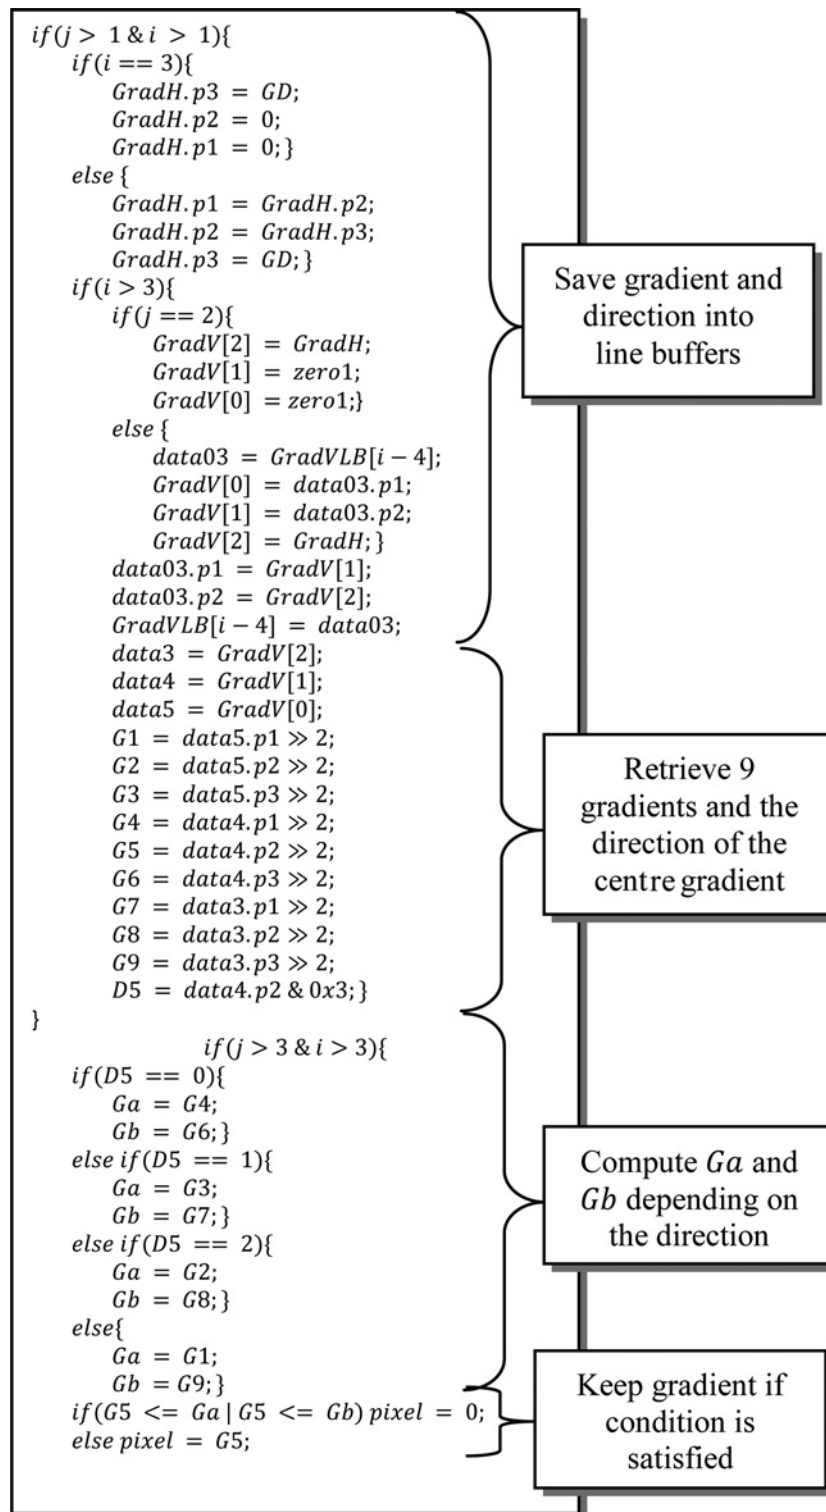 if(j > 1 & i > 1){
if(i == 3){
GradH.p3 = GD;
GradH.p2 = 0;
GradH.p1 = 0;}
else {
GradH.p1 = GradH.p2;
GradH.p2 = GradH.p3;
GradH.p3 = GD;}
if(i > 3){
if(j == 2){
GradV[2] = GradH;
GradV[1] = zero1;
GradV[0] = zero1;}
else {
data03 = GradVLB[i − 4];
GradV[0] = data03.p1;
GradV[1] = data03.p2;
GradV[2] = GradH;}
data03.p1 = GradV[1];
data03.p2 = GradV[2];
GradVLB[i − 4] = data03;
data3 = GradV[2];
data4 = GradV[1];
data5 = GradV[0];
G1 = data5.p1 ≫ 2;
G2 = data5.p2 ≫ 2;
G3 = data5.p3 ≫ 2;
G4 = data4.p1 ≫ 2;
G5 = data4.p2 ≫ 2;
G6 = data4.p3 ≫ 2;
G7 = data3.p1 ≫ 2;
G8 = data3.p2 ≫ 2;
G9 = data3.p3 ≫ 2;
D5 = data4.p2 & 0x3;}
}
if(j > 3 & i > 3){
if(D5 == 0){
Ga = G4;
Gb = G6;}
else if(D5 == 1){
Ga = G3;
Gb = G7;}
else if(D5 == 2){
Ga = G2;
Gb = G8;}
else{
Ga = G1;
Gb = G9;}
if(G5 <= Ga | G5 <= Gb) pixel = 0;
else pixel = G5;
Save gradient and
direction into
line buffers
Retrieve 9
gradients and the
direction of the
centre gradient
Compute Ga and
Gb depending on
the direction
Keep gradient if
condition is
satisfied